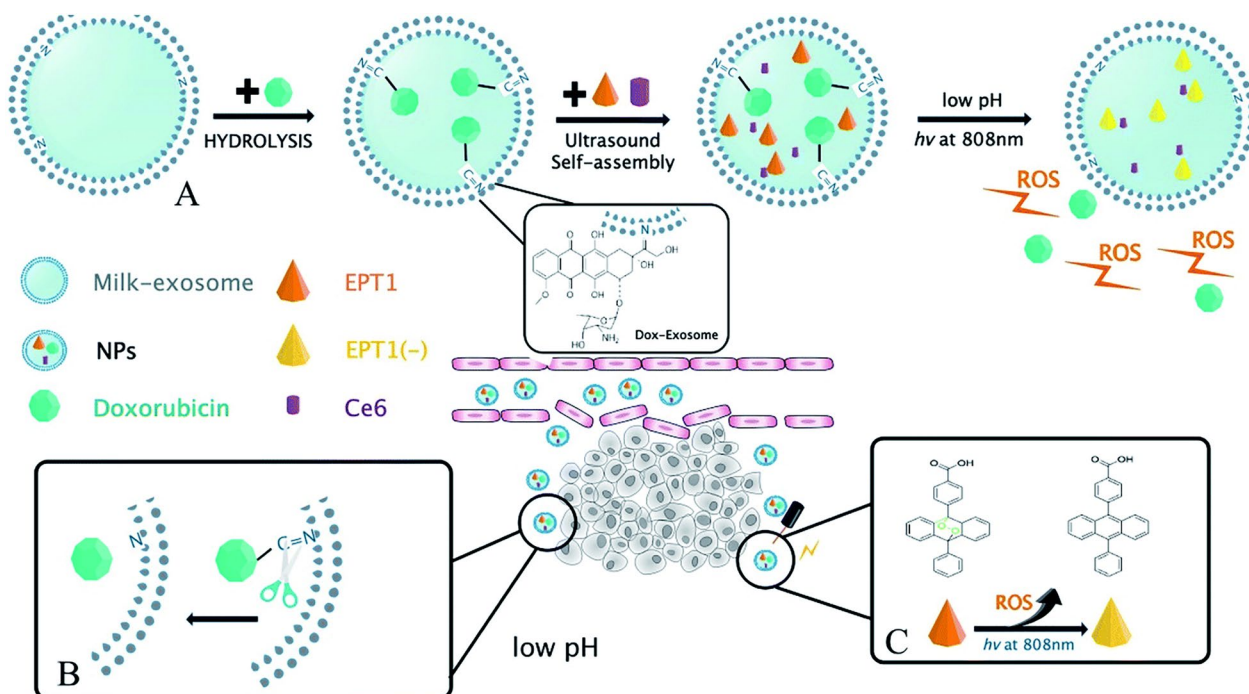 N
N
N
A
+
HYDROLYSIS
N=C
C=N
C=N
+
Ultrasound
Self-assembly
N=C
C=N
C=N
low pH
hv at 808nm
N
N
ROS
ROS
ROS
Milk-exosome
EPT1
NPs
EPT1(-)
Doxorubicin
Ce6
N
O
OH
OH
OH
O
O
OH
OH
O
O
HO
NH₂
Dox-Exosome
N
C=N
B
low pH
O
OH
O
OH
ROS
hv at 808nm
C